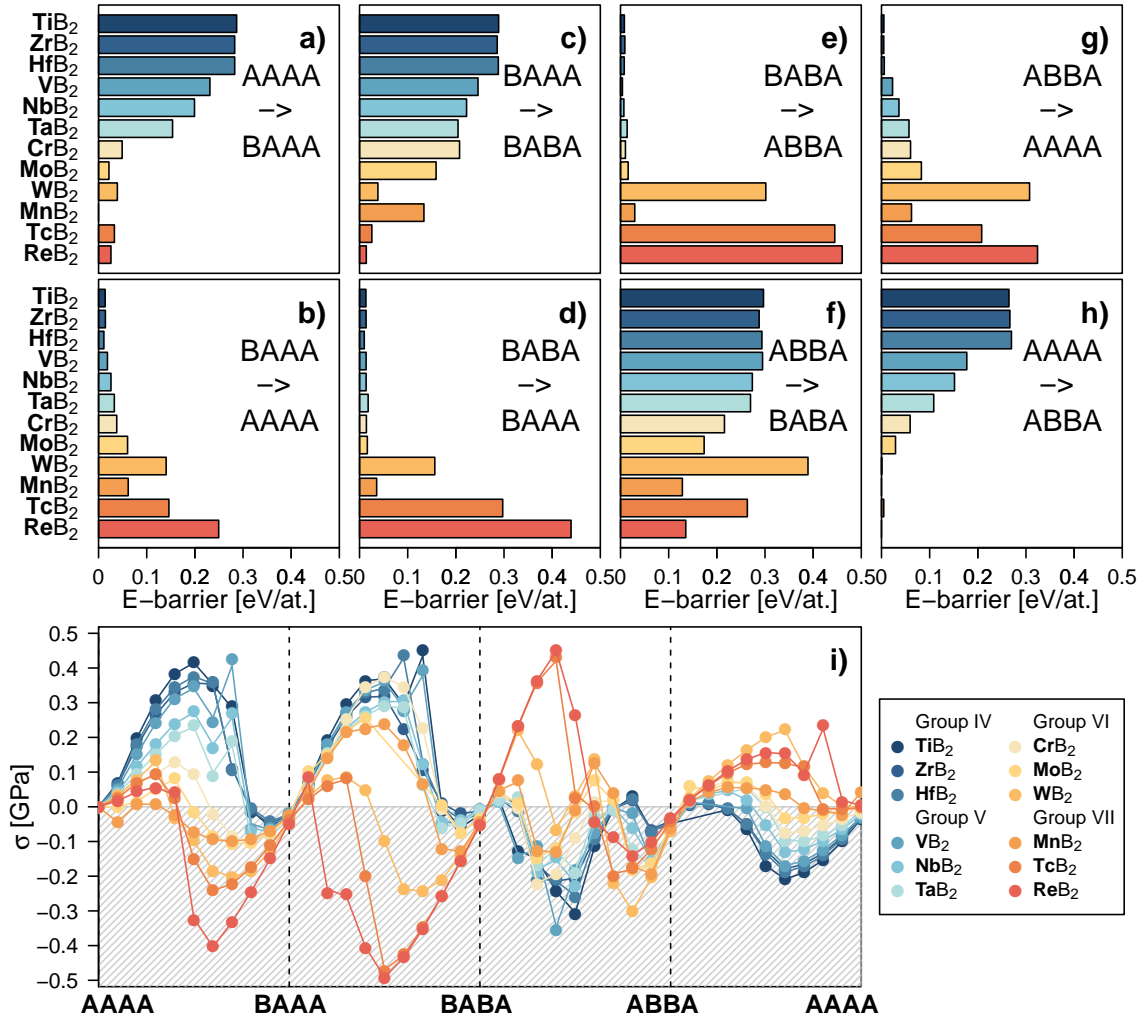 TiB2
ZrB2
HfB2
VB2
NbB2
TaB2
CrB2
MoB2
WB2
MnB2
TcB2
ReB2
a)
AAAA
−>
BAAA
c)
BAAA
−>
BABA
e)
BABA
−>
ABBA
g)
ABBA
−>
AAAA
TiB2
ZrB2
HfB2
VB2
NbB2
TaB2
CrB2
MoB2
WB2
MnB2
TcB2
ReB2
b)
BAAA
−>
AAAA
d)
BABA
−>
BAAA
f)
ABBA
−>
BABA
h)
AAAA
−>
ABBA
0 0.1 0.2 0.3 0.4 0.5
E−barrier [eV/at.]
0 0.1 0.2 0.3 0.4 0.5
E−barrier [eV/at.]
0 0.1 0.2 0.3 0.4 0.5
E−barrier [eV/at.]
0 0.1 0.2 0.3 0.4 0.5
E−barrier [eV/at.]
i)
σ [GPa]
0.5
0.4
0.3
0.2
0.1
0.0
−0.1
−0.2
−0.3
−0.4
−0.5
AAAA BAAA BABA ABBA AAAA
Group IV
TiB2
ZrB2
HfB2
Group V
VB2
NbB2
TaB2
Group VI
CrB2
MoB2
WB2
Group VII
MnB2
TcB2
ReB2